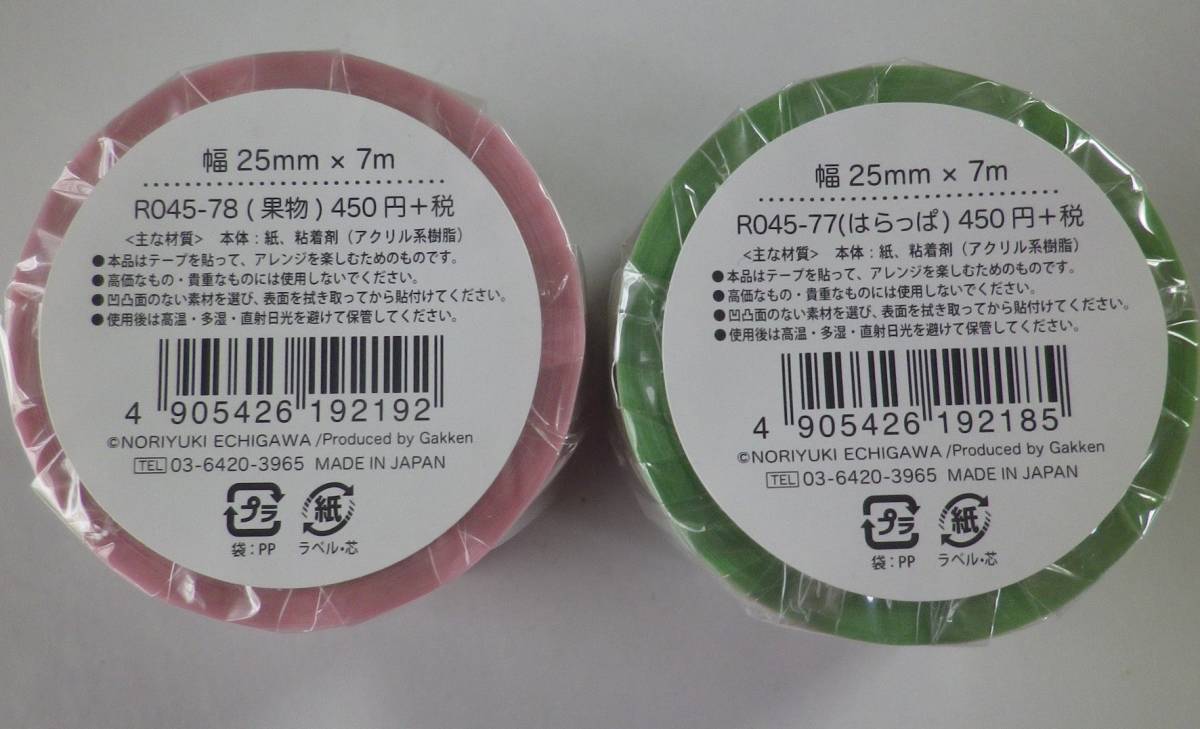 幅 25mm × 7m
R045-78 (果物) 450円+税
<主な材質> 本体：紙、粘着剤（アクリル系樹脂）
●本品はテープを貼って、アレンジを楽しむためのものです。
●高価なもの・貴重なものには使用しないでください。
●凹凸面のない素材を選び、表面を拭き取ってから貼付けてください。
●使用後は高温・多湿・直射日光を避けて保管してください。
4 905426 192192
©NORIYUKI ECHIGAWA /Produced by Gakken
TEL 03-6420-3965 MADE IN JAPAN
プラ 紙
袋：PP ラベル・芯
幅 25mm × 7m
R045-77(はらっぱ) 450円+税
<主な材質> 本体：紙、粘着剤（アクリル系樹脂）
●本品はテープを貼って、アレンジを楽しむためのものです。
●高価なもの・貴重なものには使用しないでください。
●凹凸面のない素材を選び、表面を拭き取ってから貼付けてください。
●使用後は高温・多湿・直射日光を避けて保管してください。
4 905426 192185
©NORIYUKI ECHIGAWA /Produced by Gakken
TEL 03-6420-3965 MADE IN JAPAN
プラ 紙
袋：PP ラベル・芯